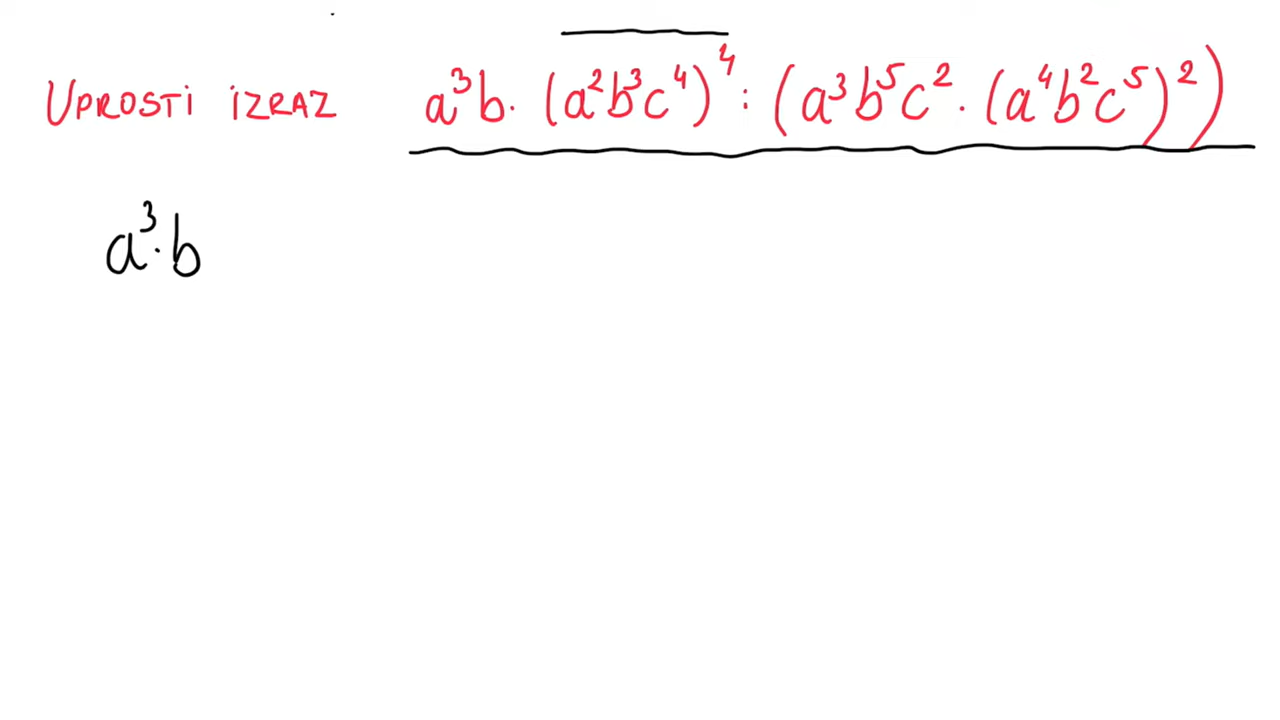 UPROSTI IZRAZ a³b · (a²b³c⁴)⁴ : (a³b⁵c² · (a⁴b²c⁵)²)
a³·b